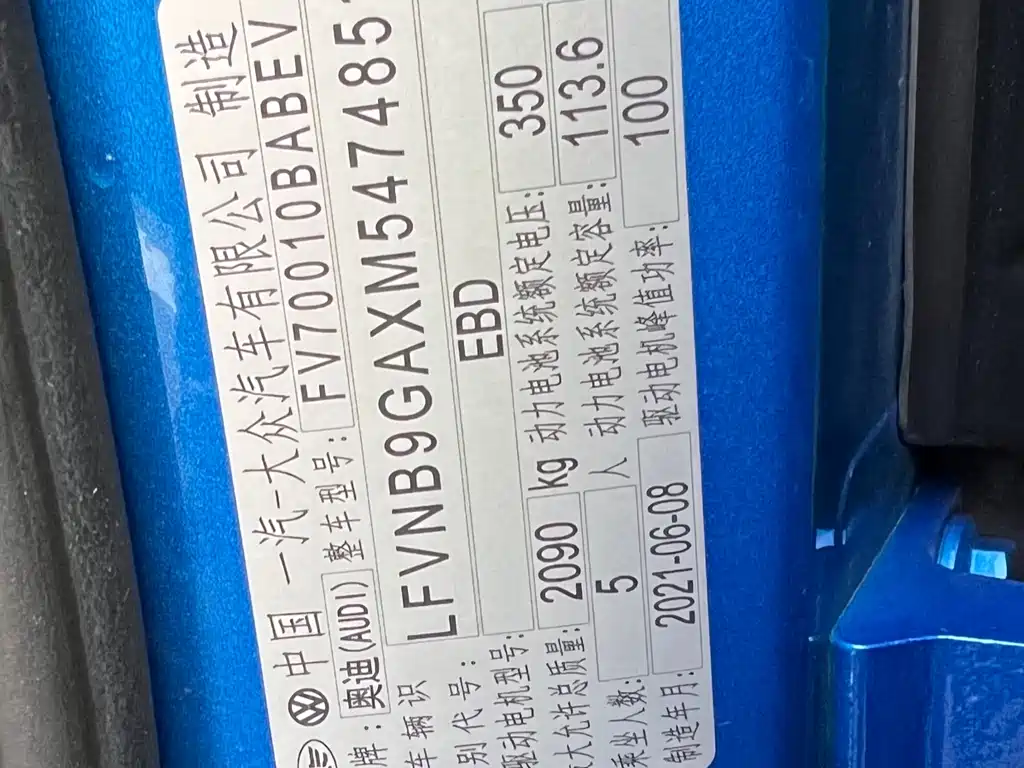 中国 一汽-大众汽车有限公司 制造
牌：奥迪(AUDI) 整车型号：FV70010BABEV
车辆识
别代号：LFVNB9GAXM547485
驱动电机型号：EBD
大允许总质量：2090 kg 动力电池系统额定电压：350
乘坐人数：5 人 动力电池系统额定容量：113.6
制造年月：2021-06-08 驱动电机峰值功率：100